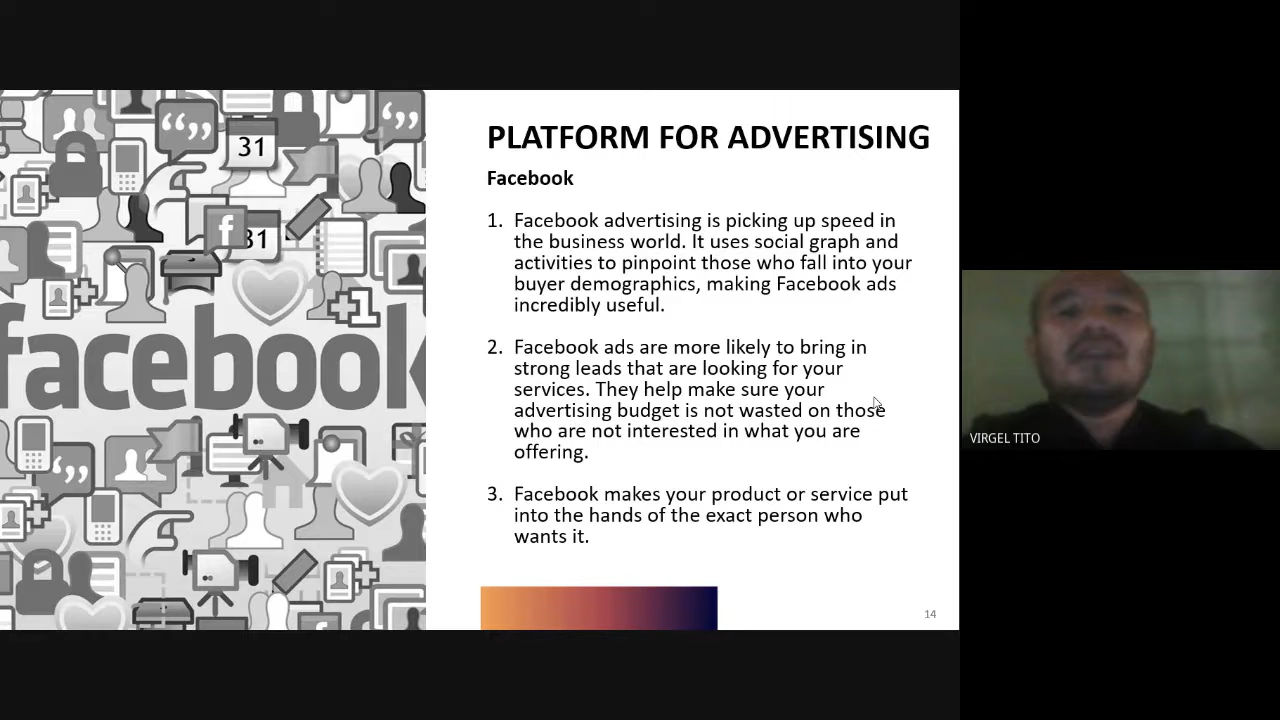 PLATFORM FOR ADVERTISING
Facebook
1. Facebook advertising is picking up speed in
the business world. It uses social graph and
activities to pinpoint those who fall into your
buyer demographics, making Facebook ads
incredibly useful.
2. Facebook ads are more likely to bring in
strong leads that are looking for your
services. They help make sure your
advertising budget is not wasted on those
who are not interested in what you are
offering.
3. Facebook makes your product or service put
into the hands of the exact person who
wants it.
14
31
f
31
+1
facebook
VIRGEL TITO